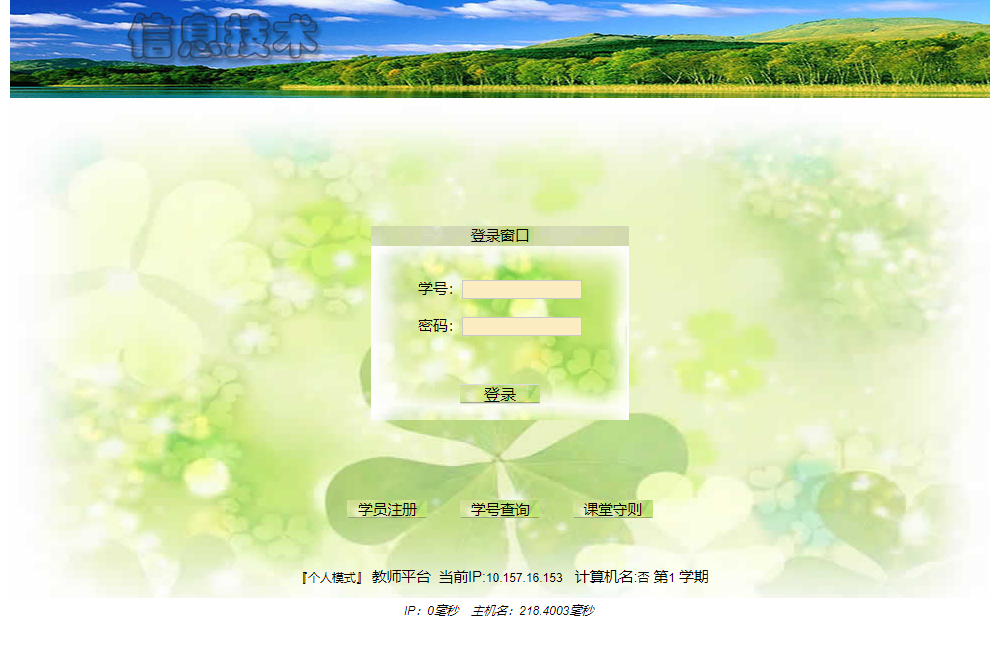 信息技术
登录窗口
学号：
密码：
登录
学员注册 学号查询 课堂守则
『个人模式』 教师平台 当前IP:10.157.16.153 计算机名:否 第1 学期
IP：0毫秒 主机名：218.4003毫秒